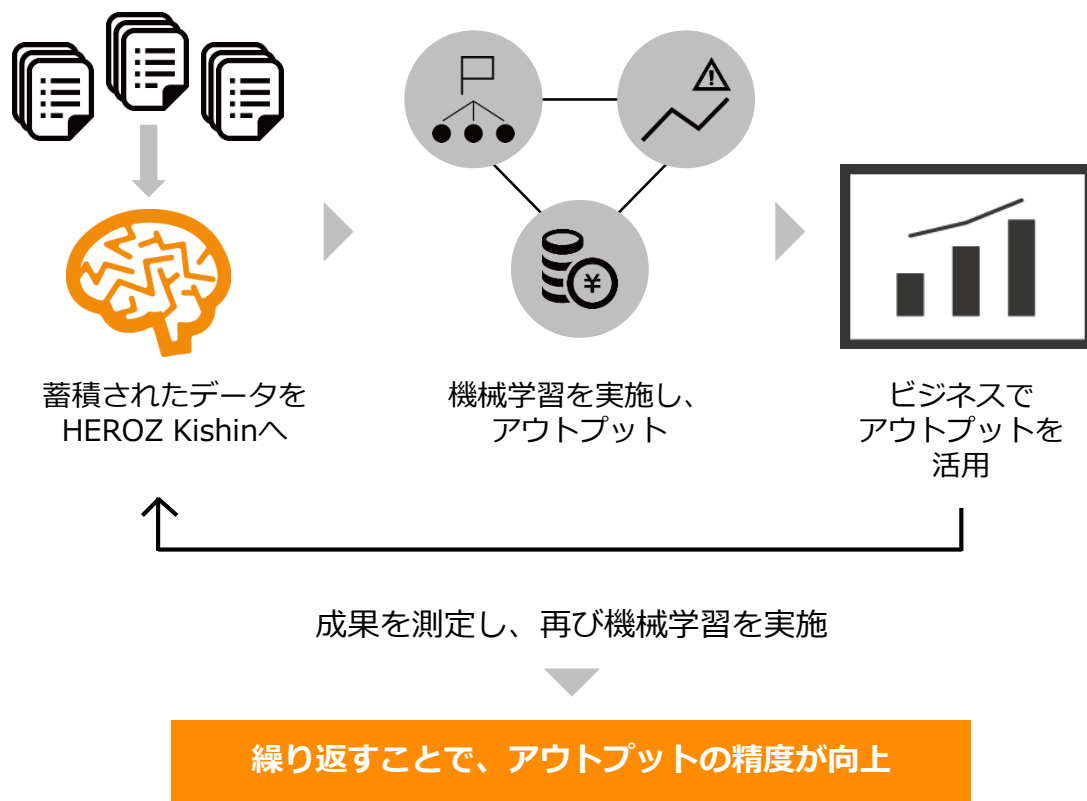 蓄積されたデータを
HEROZ Kishinへ
機械学習を実施し、
アウトプット
ビジネスで
アウトプットを
活用
成果を測定し、再び機械学習を実施
繰り返すことで、アウトプットの精度が向上